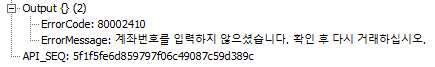 Output {} (2)
ErrorCode: 80002410
ErrorMessage: 계좌번호를 입력하지 않으셨습니다. 확인 후 다시 거래하십시오.
API_SEQ: 5f1f5fe6d859797f06c49087c59d389c